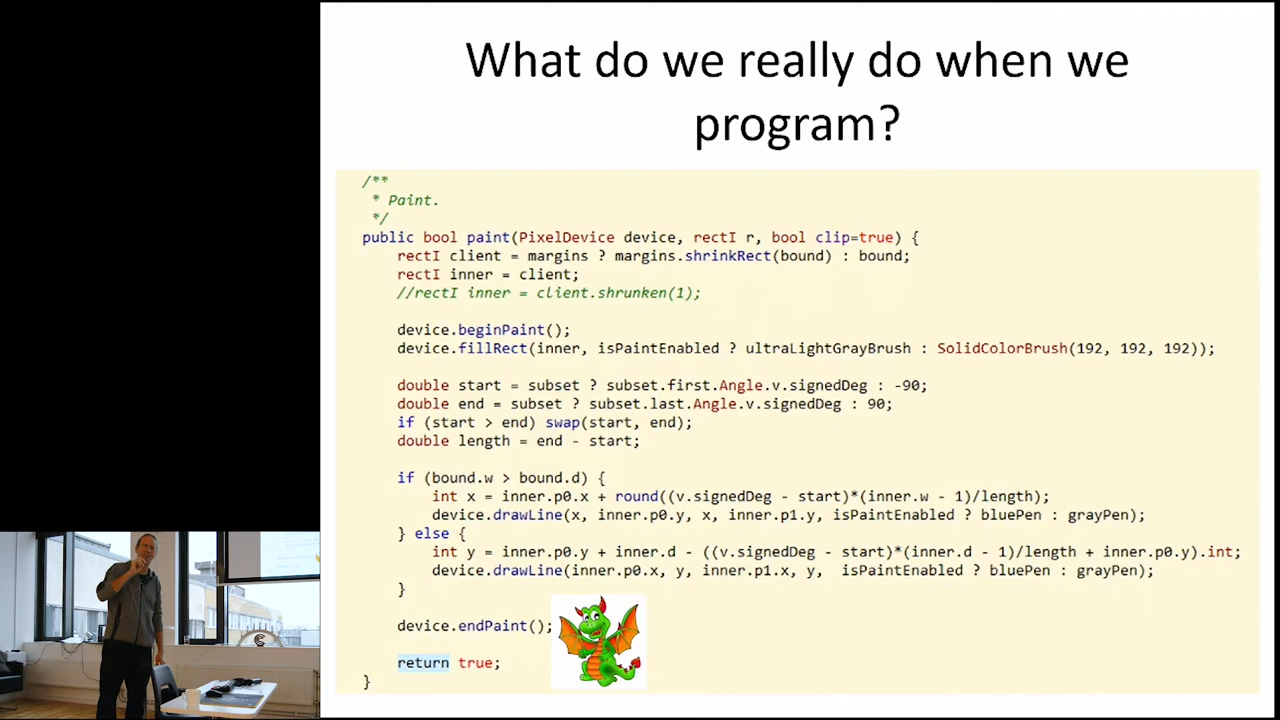 What do we really do when we
program?
/**
 * Paint.
 */
public bool paint(PixelDevice device, rectI r, bool clip=true) {
    rectI client = margins ? margins.shrinkRect(bound) : bound;
    rectI inner = client;
    //rectI inner = client.shrunken(1);
    device.beginPaint();
    device.fillRect(inner, isPaintEnabled ? ultraLightGrayBrush : SolidColorBrush(192, 192, 192));
    double start = subset ? subset.first.Angle.v.signedDeg : -90;
    double end = subset ? subset.last.Angle.v.signedDeg : 90;
    if (start > end) swap(start, end);
    double length = end - start;
    if (bound.w > bound.d) {
        int x = inner.p0.x + round((v.signedDeg - start)*(inner.w - 1)/length);
        device.drawLine(x, inner.p0.y, x, inner.p1.y, isPaintEnabled ? bluePen : grayPen);
    } else {
        int y = inner.p0.y + inner.d - ((v.signedDeg - start)*(inner.d - 1)/length + inner.p0.y).int;
        device.drawLine(inner.p0.x, y, inner.p1.x, y,  isPaintEnabled ? bluePen : grayPen);
    }
    device.endPaint();
    return true;
}